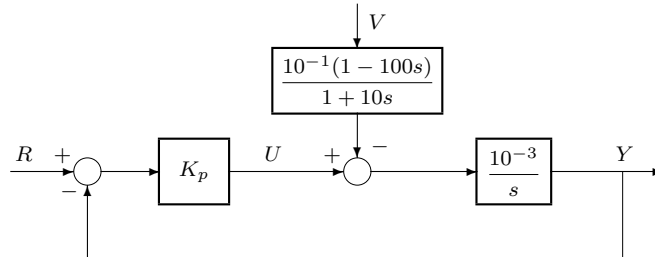 V
10⁻¹(1 − 100s)
1 + 10s
−
R + K_p U + 10⁻³ Y
− s